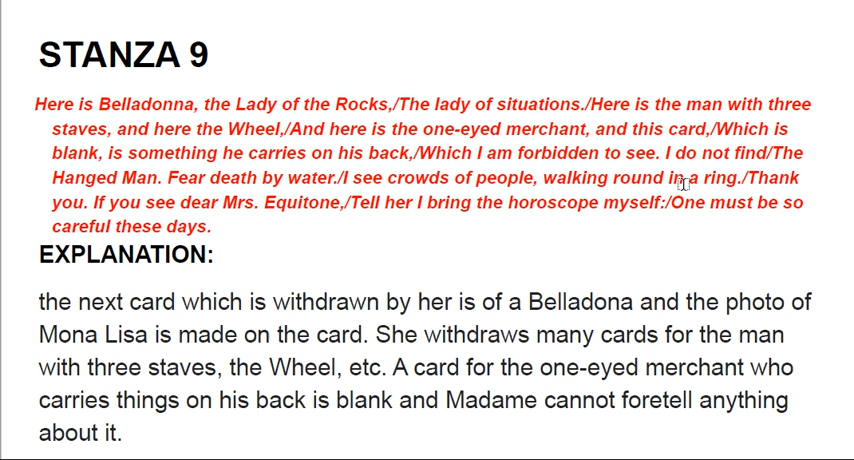 STANZA 9
Here is Belladonna, the Lady of the Rocks,/The lady of situations./Here is the man with three
staves, and here the Wheel,/And here is the one-eyed merchant, and this card,/Which is
blank, is something he carries on his back,/Which I am forbidden to see. I do not find/The
Hanged Man. Fear death by water./I see crowds of people, walking round in a ring./Thank
you. If you see dear Mrs. Equitone,/Tell her I bring the horoscope myself:/One must be so
careful these days.
EXPLANATION:
the next card which is withdrawn by her is of a Belladona and the photo of
Mona Lisa is made on the card. She withdraws many cards for the man
with three staves, the Wheel, etc. A card for the one-eyed merchant who
carries things on his back is blank and Madame cannot foretell anything
about it.